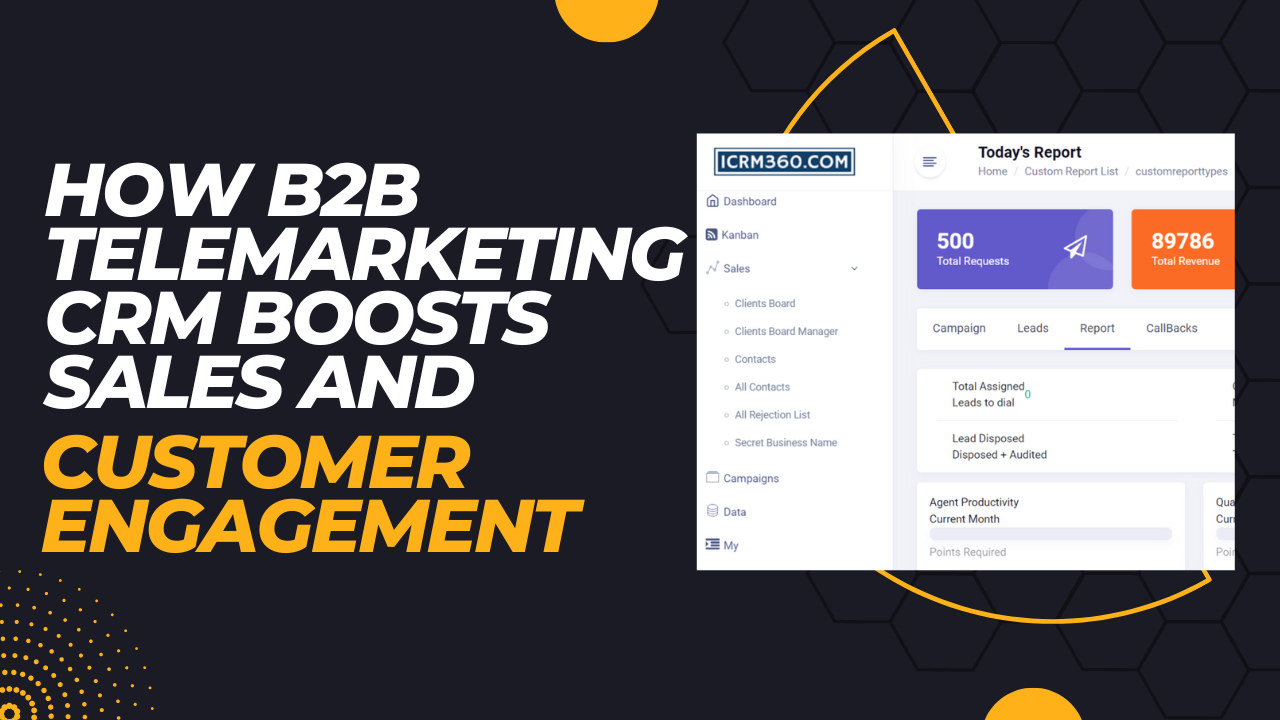 HOW B2B
TELEMARKETING
CRM BOOSTS
SALES AND
CUSTOMER
ENGAGEMENT
ICRM360.COM
Dashboard
Kanban
Sales
Clients Board
Clients Board Manager
Contacts
All Contacts
All Rejection List
Secret Business Name
Campaigns
Data
My
Today's Report
Home / Custom Report List / customreporttypes
500
Total Requests
89786
Total Revenue
Campaign Leads Report CallBacks
Total Assigned
Leads to dial
0
Lead Disposed
Disposed + Audited
Agent Productivity
Current Month
Points Required